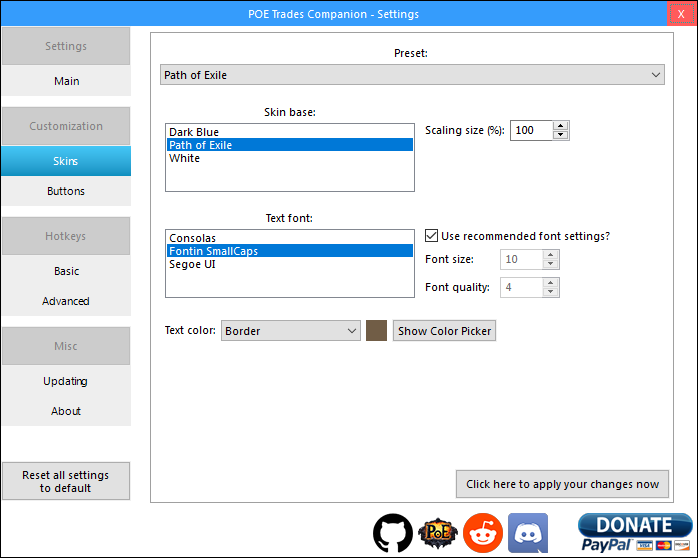 POE Trades Companion - Settings
X
Settings
Main
Customization
Skins
Buttons
Hotkeys
Basic
Advanced
Misc
Updating
About
Reset all settings
to default
Preset:
Path of Exile
Skin base:
Dark Blue
Path of Exile
White
Scaling size (%):
100
Text font:
Consolas
Fontin SmallCaps
Segoe UI
Use recommended font settings?
Font size:
10
Font quality:
4
Text color:
Border
Show Color Picker
Click here to apply your changes now
PoE
DONATE
PayPal
VISA